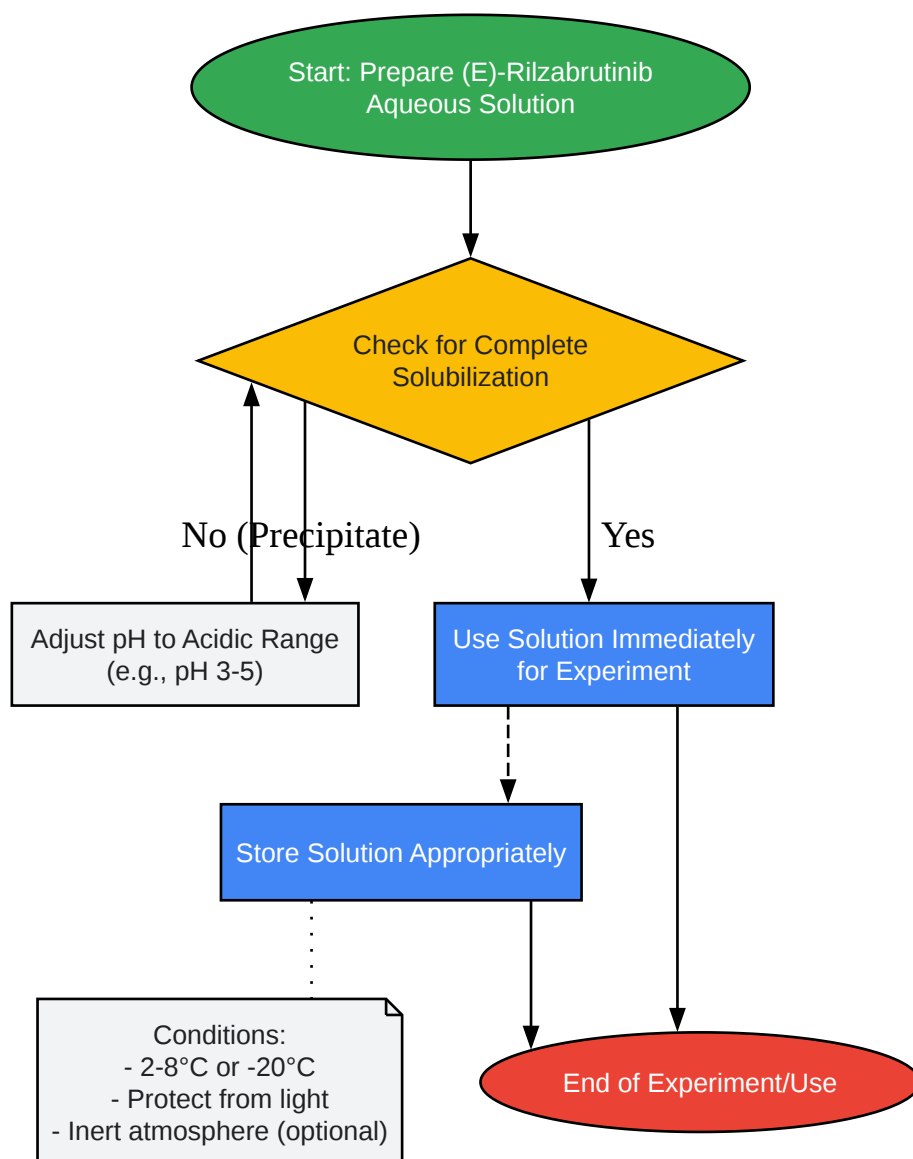 Start: Prepare (E)-Rilzabrutinib
Aqueous Solution
Check for Complete
Solubilization
No (Precipitate)
Yes
Adjust pH to Acidic Range
(e.g., pH 3-5)
Use Solution Immediately
for Experiment
Store Solution Appropriately
Conditions:
- 2-8°C or -20°C
- Protect from light
- Inert atmosphere (optional)
End of Experiment/Use